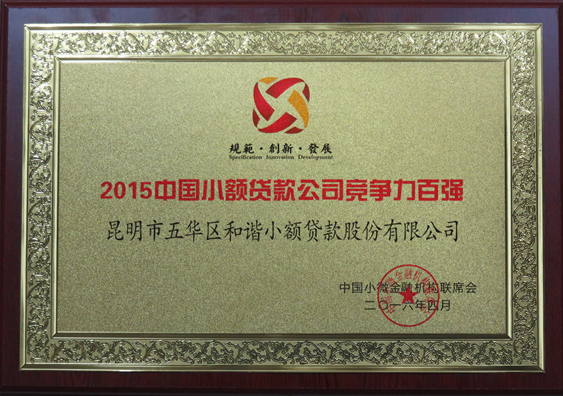 規範·創新·發展
Specification Innovation Development
2015中国小额贷款公司竞争力百强
昆明市五华区和谐小额贷款股份有限公司
中国小微金融机构联席会
二〇一六年四月